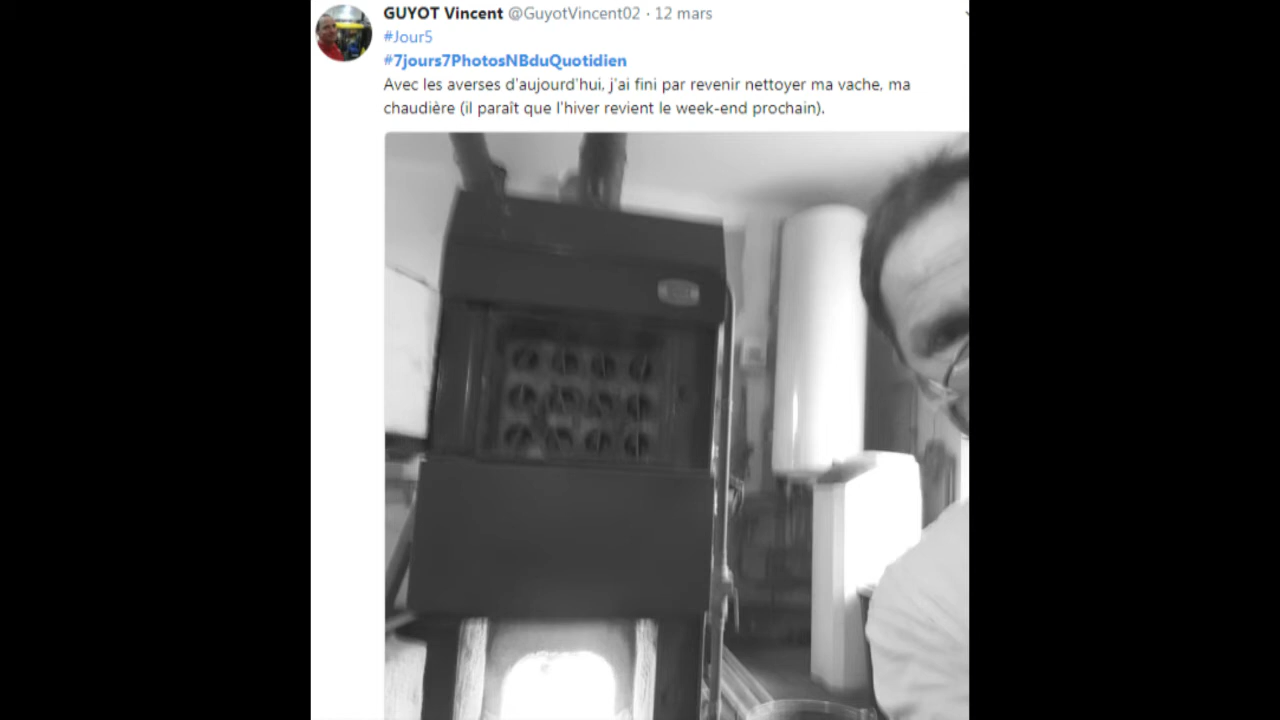 GUYOT Vincent @GuyotVincent02 · 12 mars
#Jour5
#7jours7PhotosNBduQuotidien
Avec les averses d'aujourd'hui, j'ai fini par revenir nettoyer ma vache, ma
chaudière (il paraît que l'hiver revient le week-end prochain).